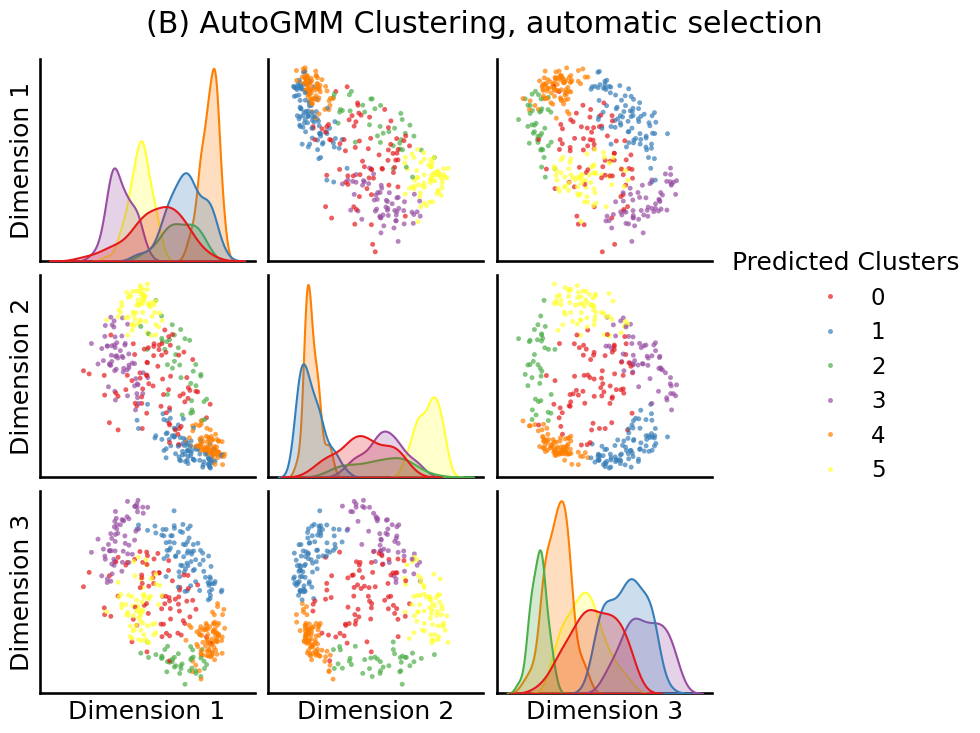 (B) AutoGMM Clustering, automatic selection
Dimension 1
Dimension 2
Dimension 3
Dimension 1
Dimension 2
Dimension 3
Predicted Clusters
0
1
2
3
4
5